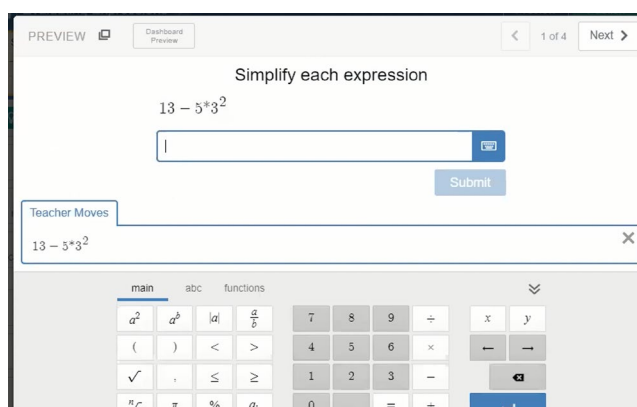 PREVIEW Dashboard Preview < 1 of 4 Next >
Simplify each expression
13 − 5*3²
Submit
Teacher Moves
13 − 5*3²
main abc functions
a² aᵇ |a| a/b 7 8 9 ÷ x y
( ) < > 4 5 6 × ← →
√ , ≤ ≥ 1 2 3 −
π % 0 = +